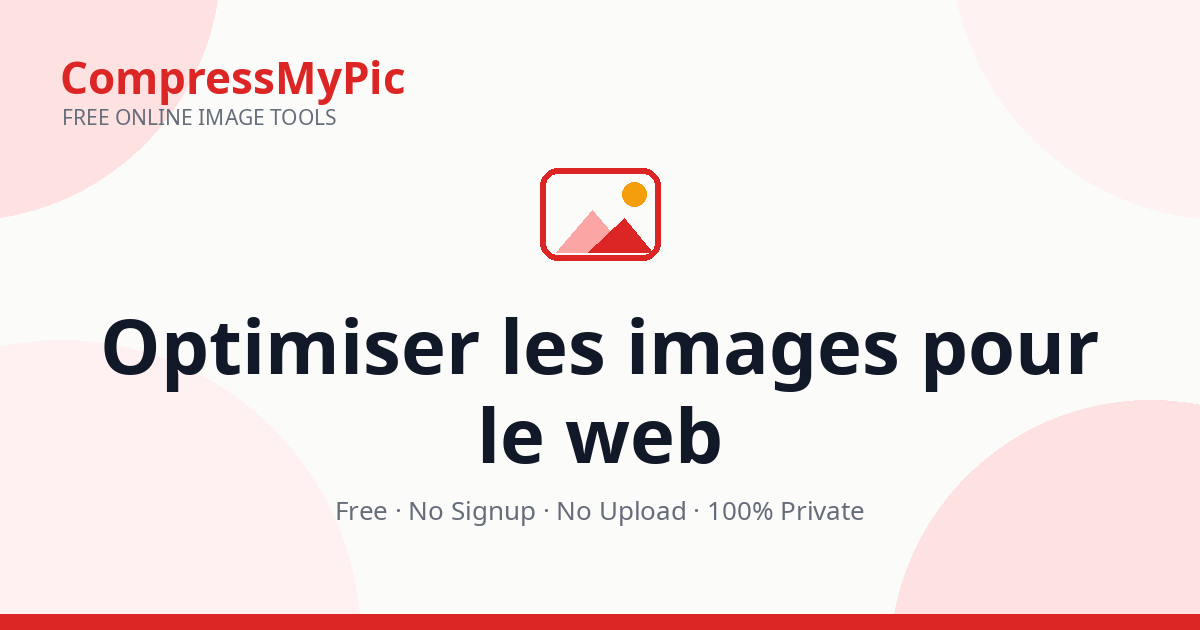 CompressMyPic
FREE ONLINE IMAGE TOOLS
Optimiser les images pour
le web
Free · No Signup · No Upload · 100% Private